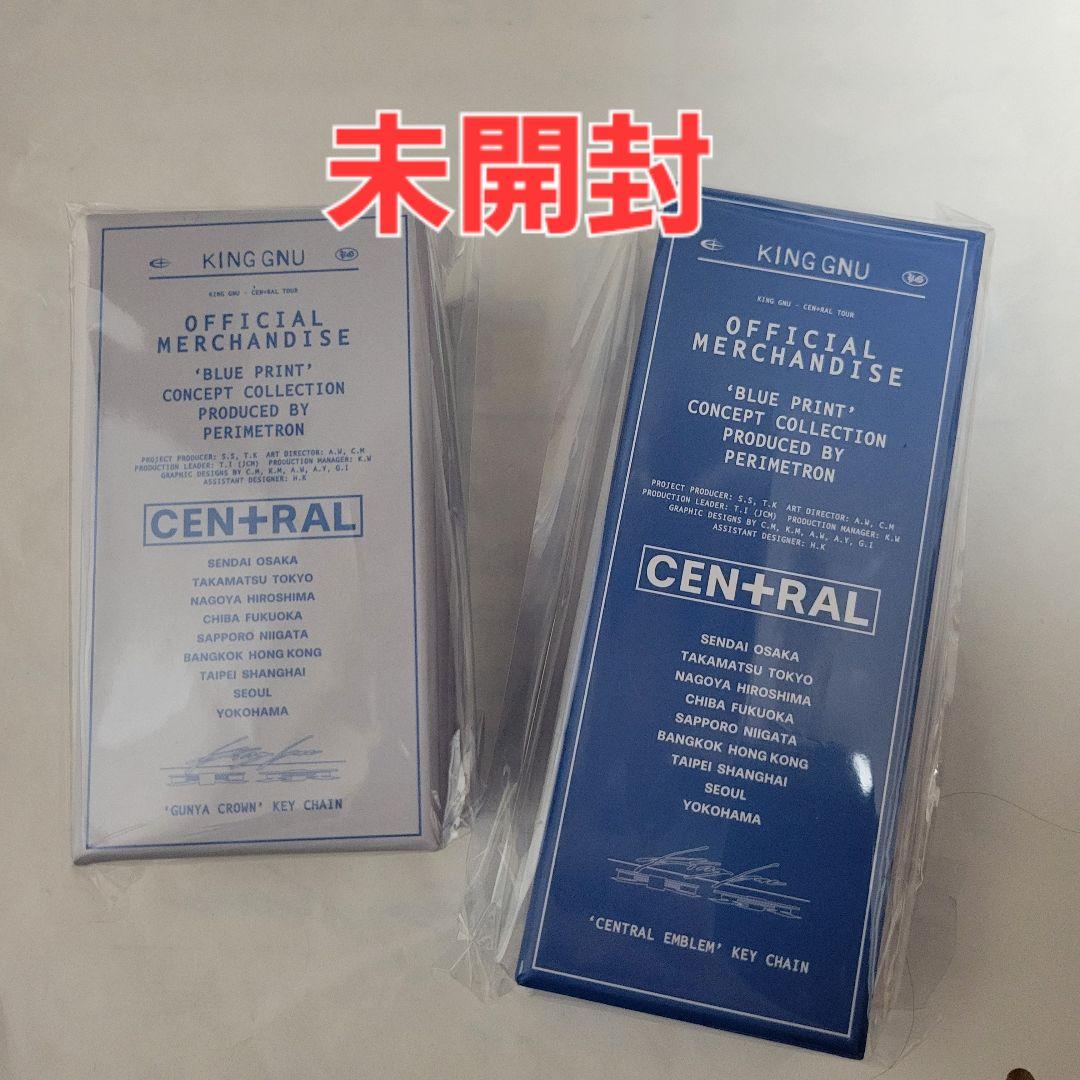 未開封
KING GNU
KING GNU - CEN+RAL TOUR
OFFICIAL
MERCHANDISE
'BLUE PRINT'
CONCEPT COLLECTION
PRODUCED BY
PERIMETRON
PROJECT PRODUCER: S.S, T.K ART DIRECTOR: A.W, C.M
PRODUCTION LEADER: T.I (JCM) PRODUCTION MANAGER: K.W
GRAPHIC DESIGNS BY C.M, K.M, A.W, A.Y, G.I
ASSISTANT DESIGNER: H.K
CEN+RAL
SENDAI OSAKA
TAKAMATSU TOKYO
NAGOYA HIROSHIMA
CHIBA FUKUOKA
SAPPORO NIIGATA
BANGKOK HONG KONG
TAIPEI SHANGHAI
SEOUL
YOKOHAMA
'GUNYA CROWN' KEY CHAIN
KING GNU
KING GNU - CEN+RAL TOUR
OFFICIAL
MERCHANDISE
'BLUE PRINT'
CONCEPT COLLECTION
PRODUCED BY
PERIMETRON
PROJECT PRODUCER: S.S, T.K ART DIRECTOR: A.W, C.M
PRODUCTION LEADER: T.I (JCM) PRODUCTION MANAGER: K.W
GRAPHIC DESIGNS BY C.M, K.M, A.W, A.Y, G.I
ASSISTANT DESIGNER: H.K
CEN+RAL
SENDAI OSAKA
TAKAMATSU TOKYO
NAGOYA HIROSHIMA
CHIBA FUKUOKA
SAPPORO NIIGATA
BANGKOK HONG KONG
TAIPEI SHANGHAI
SEOUL
YOKOHAMA
'CENTRAL EMBLEM' KEY CHAIN